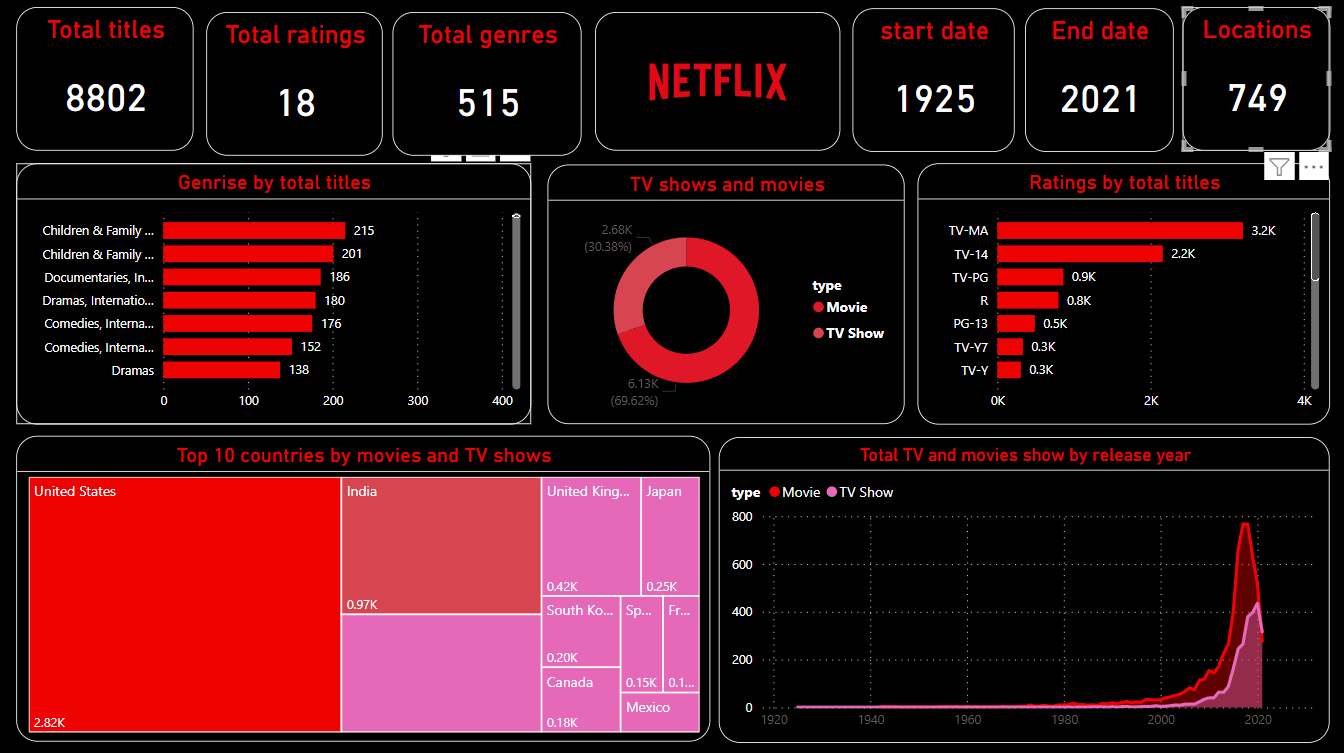 Total titles
8802
Total ratings
18
Total genres
515
NETFLIX
start date
1925
End date
2021
Locations
749
Genrise by total titles
Children & Family ... 215
Children & Family ... 201
Documentaries, In... 186
Dramas, Internatio... 180
Comedies, Interna... 176
Comedies, Interna... 152
Dramas 138
0 100 200 300 400
TV shows and movies
2.68K
(30.38%)
6.13K
(69.62%)
type
Movie
TV Show
Ratings by total titles
TV-MA 3.2K
TV-14 2.2K
TV-PG 0.9K
R 0.8K
PG-13 0.5K
TV-Y7 0.3K
TV-Y 0.3K
0K 2K 4K
Top 10 countries by movies and TV shows
United States
2.82K
India
0.97K
United King...
0.42K
Japan
0.25K
South Ko...
0.20K
Sp...
0.15K
Fr...
0.1...
Canada
0.18K
Mexico
Total TV and movies show by release year
type Movie TV Show
800
600
400
200
0
1920 1940 1960 1980 2000 2020